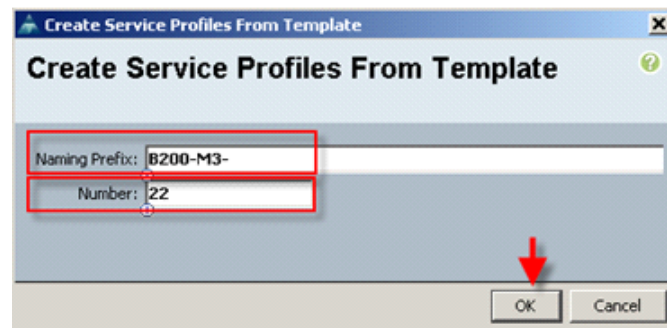 Create Service Profiles From Template
Create Service Profiles From Template
Naming Prefix: B200-M3-
Number: 22
OK
Cancel